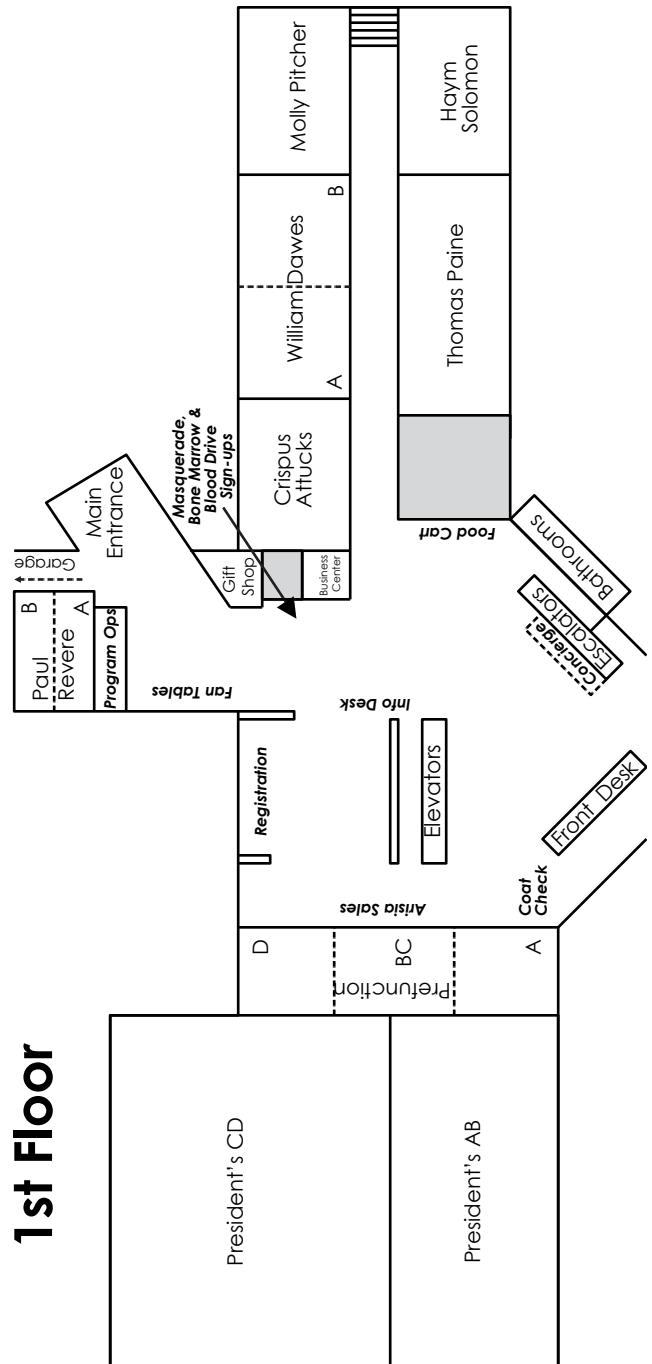 1st Floor
President's CD
President's AB
D
BC
A
Prefunction
Arisia Sales
Coat
Check
Front Desk
Registration
Elevators
Info Desk
Fan Tables
Program Ops
Paul
Revere
A
B
Garage
Main
Entrance
Masquerade,
Bone Marrow &
Blood Drive
Sign-ups
Gift
Shop
Business
Center
Concierge
Escalators
Bathrooms
Food Cart
Crispus
Attucks
William Dawes
A
B
Molly Pitcher
Thomas Paine
Haym
Solomon